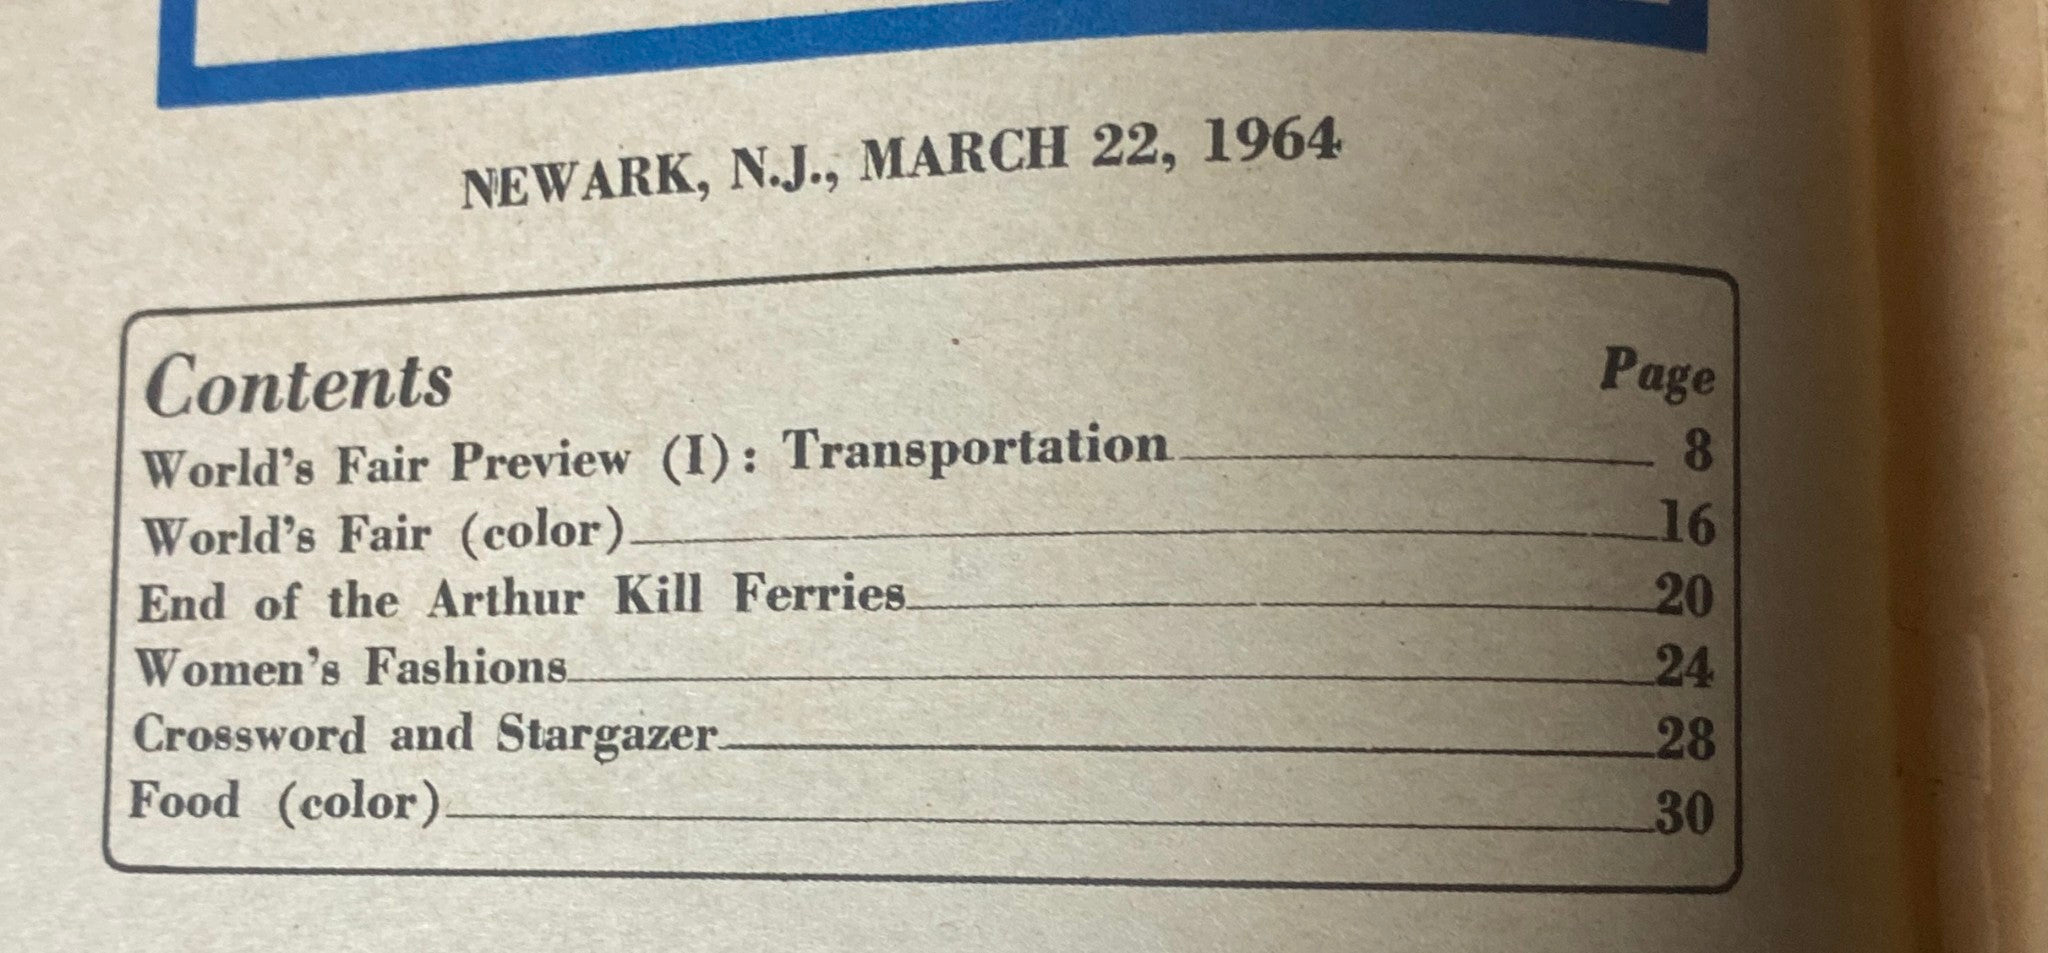 NEWARK, N.J., MARCH 22, 1964
Contents Page
World's Fair Preview (I): Transportation 8
World's Fair (color) 16
End of the Arthur Kill Ferries 20
Women's Fashions 24
Crossword and Stargazer 28
Food (color) 30